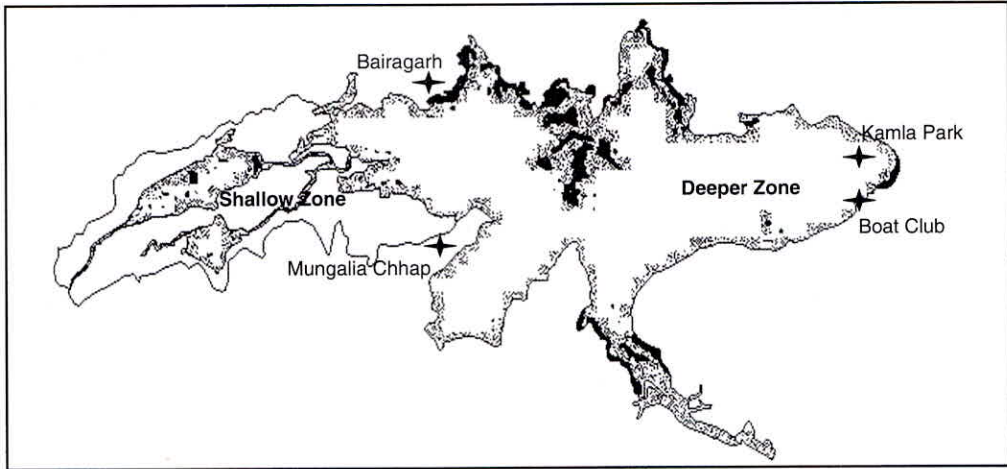 Bairagarh
Kamla Park
Shallow Zone
Deeper Zone
Boat Club
Mungalia Chhap